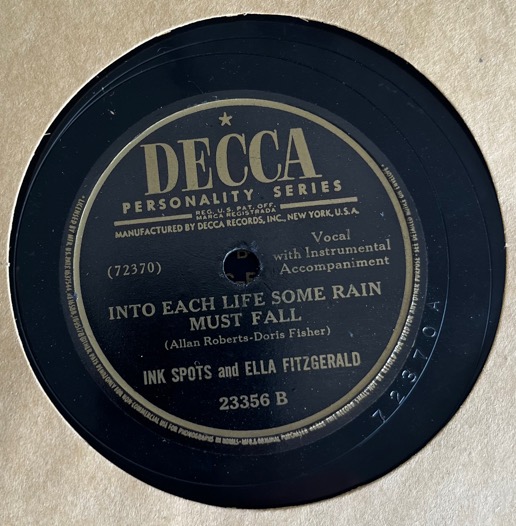 DECCA
PERSONALITY SERIES
REG. U.S. PAT. OFF.
MARCA REGISTRADA
MANUFACTURED BY DECCA RECORDS, INC., NEW YORK, U.S.A.
(72370)
Vocal
with Instrumental
Accompaniment
INTO EACH LIFE SOME RAIN
MUST FALL
(Allan Roberts-Doris Fisher)
INK SPOTS and ELLA FITZGERALD
23356 B
72370A